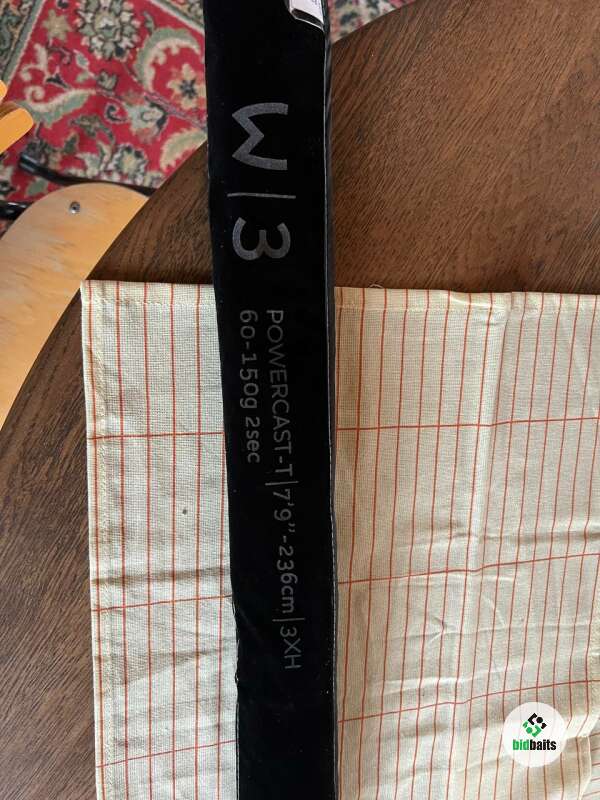 W|3
POWERCAST-T|7'9"-236cm|3XH
60-150g 2sec
bidbaits